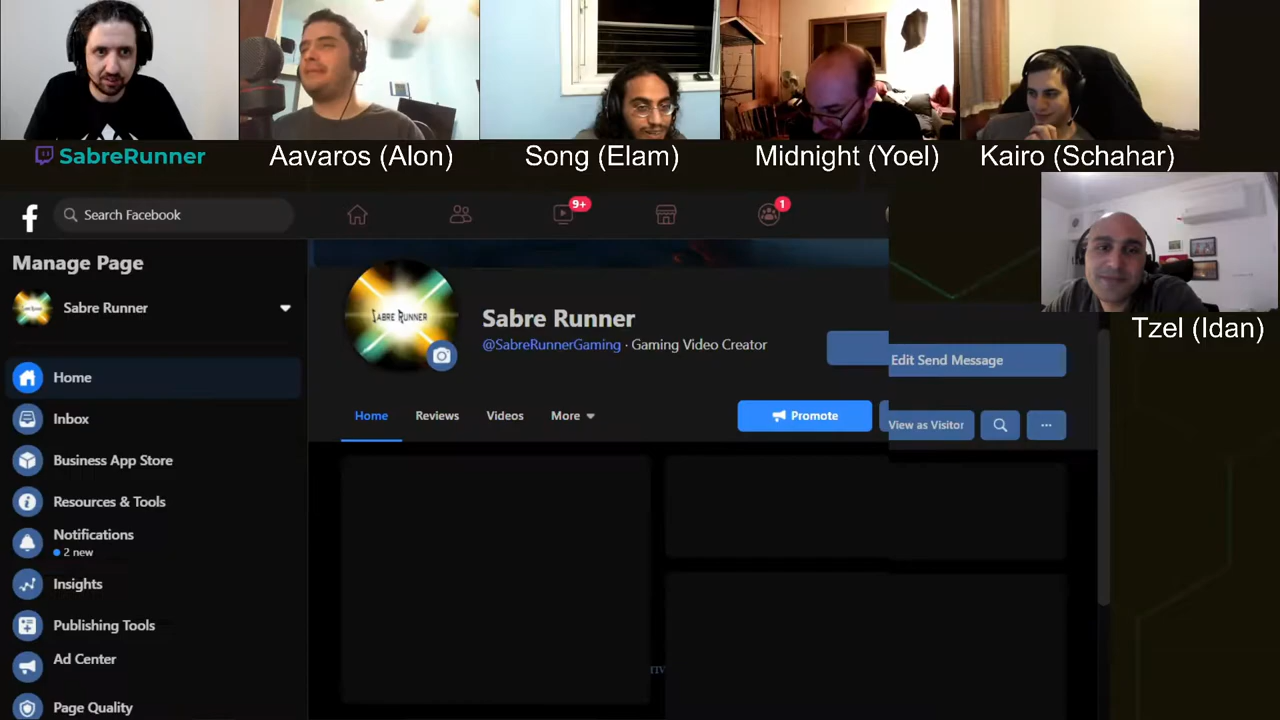 SabreRunner
Aavaros (Alon)
Song (Elam)
Midnight (Yoel)
Kairo (Schahar)
Tzel (Idan)
Search Facebook
9+
1
Manage Page
Sabre Runner
Home
Inbox
Business App Store
Resources & Tools
Notifications
2 new
Insights
Publishing Tools
Ad Center
Page Quality
SABRE RUNNER
Sabre Runner
@SabreRunnerGaming · Gaming Video Creator
Edit Send Message
Home
Reviews
Videos
More
Promote
View as Visitor